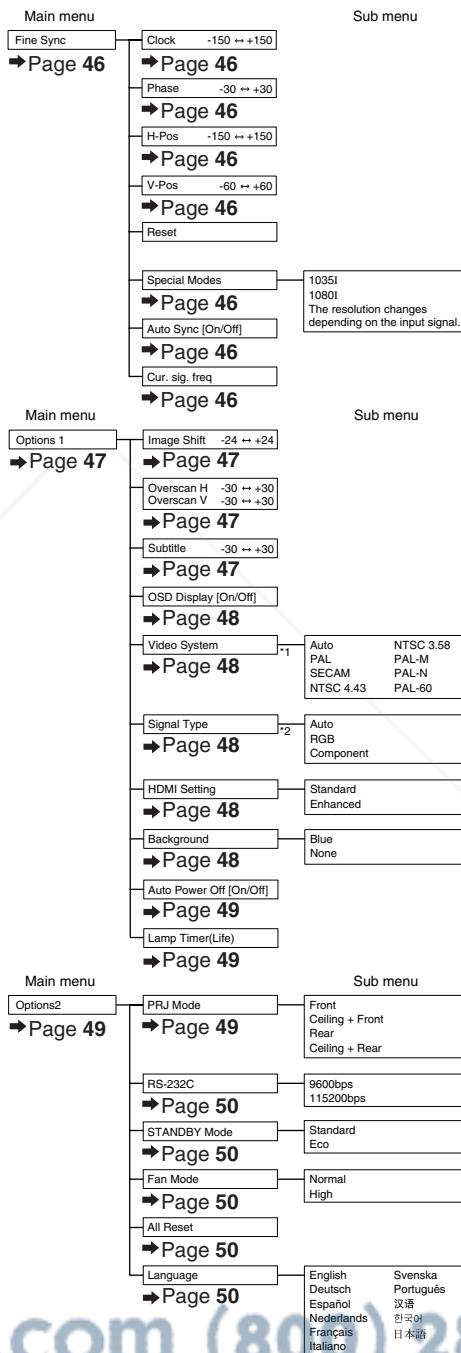 Main menu Sub menu
Fine Sync
➡Page 46
Clock -150 ↔ +150
➡Page 46
Phase -30 ↔ +30
➡Page 46
H-Pos -150 ↔ +150
➡Page 46
V-Pos -60 ↔ +60
➡Page 46
Reset
Special Modes
➡Page 46
1035I
1080I
The resolution changes
depending on the input signal.
Auto Sync [On/Off]
➡Page 46
Cur. sig. freq
➡Page 46
Main menu Sub menu
Options 1
➡Page 47
Image Shift -24 ↔ +24
➡Page 47
Overscan H -30 ↔ +30
Overscan V -30 ↔ +30
➡Page 47
Subtitle -30 ↔ +30
➡Page 47
OSD Display [On/Off]
➡Page 48
Video System *1
➡Page 48
Auto NTSC 3.58
PAL PAL-M
SECAM PAL-N
NTSC 4.43 PAL-60
Signal Type *2
➡Page 48
Auto
RGB
Component
HDMI Setting
➡Page 48
Standard
Enhanced
Background
➡Page 48
Blue
None
Auto Power Off [On/Off]
➡Page 49
Lamp Timer(Life)
➡Page 49
Main menu Sub menu
Options2
➡Page 49
PRJ Mode
➡Page 49
Front
Ceiling + Front
Rear
Ceiling + Rear
RS-232C
➡Page 50
9600bps
115200bps
STANDBY Mode
➡Page 50
Standard
Eco
Fan Mode
➡Page 50
Normal
High
All Reset
➡Page 50
Language
➡Page 50
English Svenska
Deutsch Português
Español 汉语
Nederlands 한국어
Français 日本語
Italiano
.com (800) 28